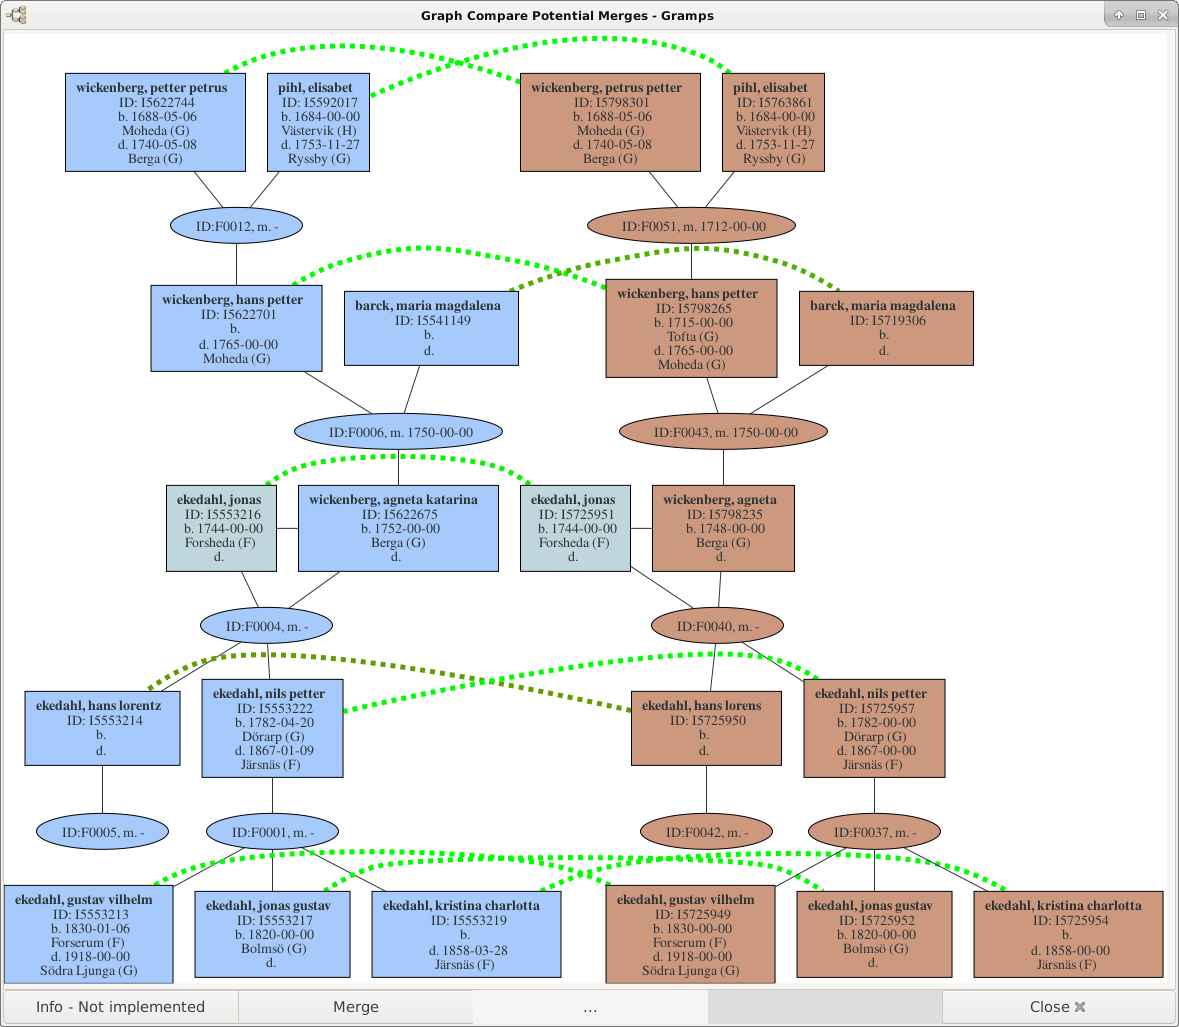 Graph Compare Potential Merges - Gramps
wickenberg, petter petrus
ID: I5622744
b. 1688-05-06
Moheda (G)
d. 1740-05-08
Berga (G)
pihl, elisabet
ID: I5592017
b. 1684-00-00
Västervik (H)
d. 1753-11-27
Ryssby (G)
wickenberg, petrus petter
ID: I5798301
b. 1688-05-06
Moheda (G)
d. 1740-05-08
Berga (G)
pihl, elisabet
ID: I5763861
b. 1684-00-00
Västervik (H)
d. 1753-11-27
Ryssby (G)
ID:F0012, m. -
ID:F0051, m. 1712-00-00
wickenberg, hans petter
ID: I5622701
b.
d. 1765-00-00
Moheda (G)
barck, maria magdalena
ID: I5541149
b.
d.
wickenberg, hans petter
ID: I5798265
b. 1715-00-00
Tofta (G)
d. 1765-00-00
Moheda (G)
barck, maria magdalena
ID: I5719306
b.
d.
ID:F0006, m. 1750-00-00
ID:F0043, m. 1750-00-00
ekedahl, jonas
ID: I5553216
b. 1744-00-00
Forsheda (F)
d.
wickenberg, agneta katarina
ID: I5622675
b. 1752-00-00
Berga (G)
d.
ekedahl, jonas
ID: I5725951
b. 1744-00-00
Forsheda (F)
d.
wickenberg, agneta
ID: I5798235
b. 1748-00-00
Berga (G)
d.
ID:F0004, m. -
ID:F0040, m. -
ekedahl, hans lorentz
ID: I5553214
b.
d.
ekedahl, nils petter
ID: I5553222
b. 1782-04-20
Dörarp (G)
d. 1867-01-09
Järsnäs (F)
ekedahl, hans lorens
ID: I5725950
b.
d.
ekedahl, nils petter
ID: I5725957
b. 1782-00-00
Dörarp (G)
d. 1867-00-00
Järsnäs (F)
ID:F0005, m. -
ID:F0001, m. -
ID:F0042, m. -
ID:F0037, m. -
ekedahl, gustav vilhelm
ID: I5553213
b. 1830-01-06
Forserum (F)
d. 1918-00-00
Södra Ljunga (G)
ekedahl, jonas gustav
ID: I5553217
b. 1820-00-00
Bolmsö (G)
d.
ekedahl, kristina charlotta
ID: I5553219
b.
d. 1858-03-28
Järsnäs (F)
ekedahl, gustav vilhelm
ID: I5725949
b. 1830-00-00
Forserum (F)
d. 1918-00-00
Södra Ljunga (G)
ekedahl, jonas gustav
ID: I5725952
b. 1820-00-00
Bolmsö (G)
d.
ekedahl, kristina charlotta
ID: I5725954
b.
d. 1858-00-00
Järsnäs (F)
Info - Not implemented
Merge
...
Close